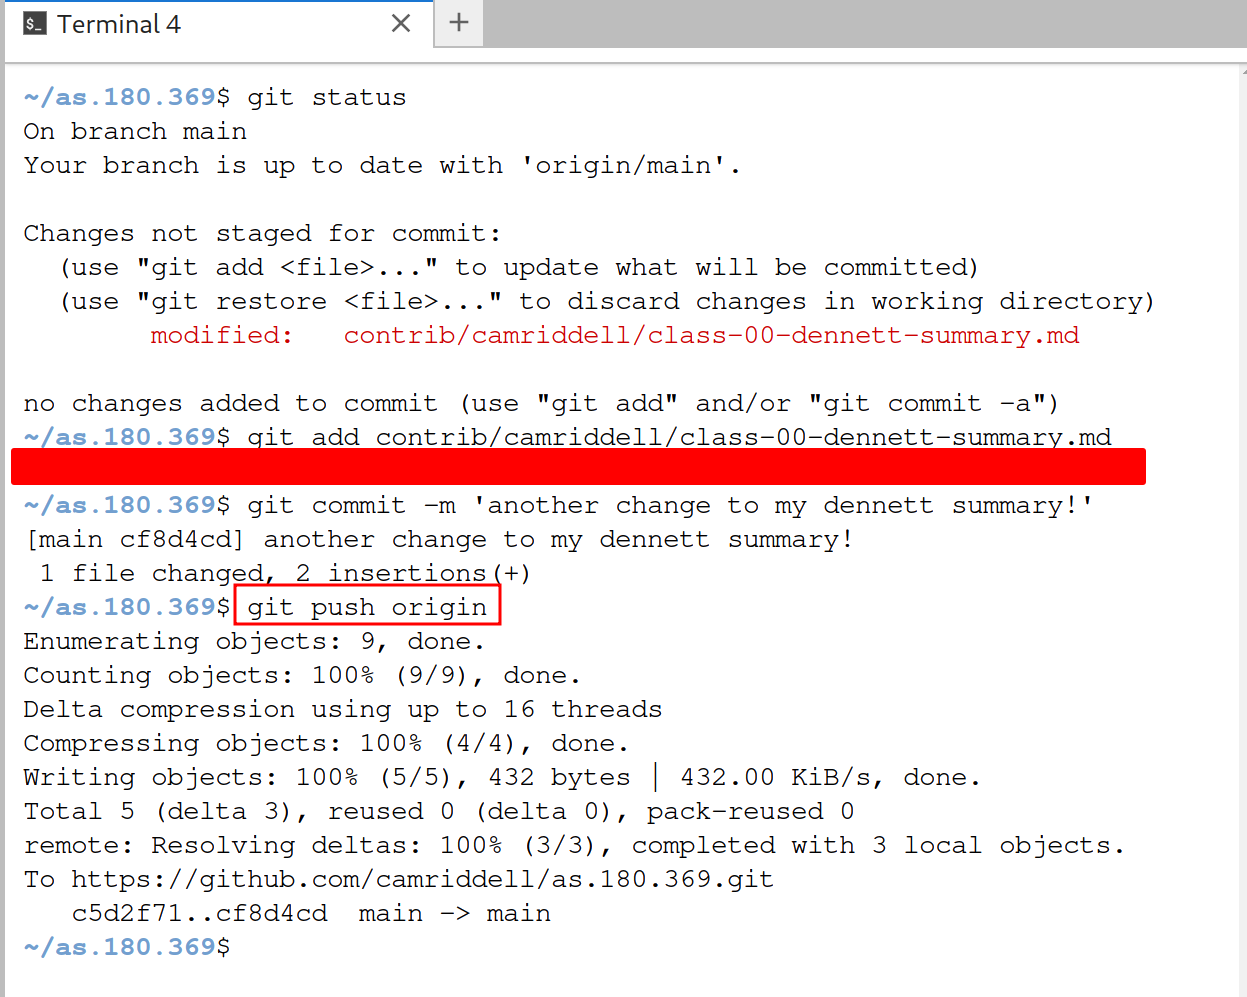 Terminal 4
~/as.180.369$ git status
On branch main
Your branch is up to date with 'origin/main'.
Changes not staged for commit:
(use "git add <file>..." to update what will be committed)
(use "git restore <file>..." to discard changes in working directory)
modified:   contrib/camriddell/class-00-dennett-summary.md
no changes added to commit (use "git add" and/or "git commit -a")
~/as.180.369$ git add contrib/camriddell/class-00-dennett-summary.md
~/as.180.369$ git commit -m 'another change to my dennett summary!'
[main cf8d4cd] another change to my dennett summary!
1 file changed, 2 insertions(+)
~/as.180.369$ git push origin
Enumerating objects: 9, done.
Counting objects: 100% (9/9), done.
Delta compression using up to 16 threads
Compressing objects: 100% (4/4), done.
Writing objects: 100% (5/5), 432 bytes | 432.00 KiB/s, done.
Total 5 (delta 3), reused 0 (delta 0), pack-reused 0
remote: Resolving deltas: 100% (3/3), completed with 3 local objects.
To https://github.com/camriddell/as.180.369.git
c5d2f71..cf8d4cd  main -> main
~/as.180.369$